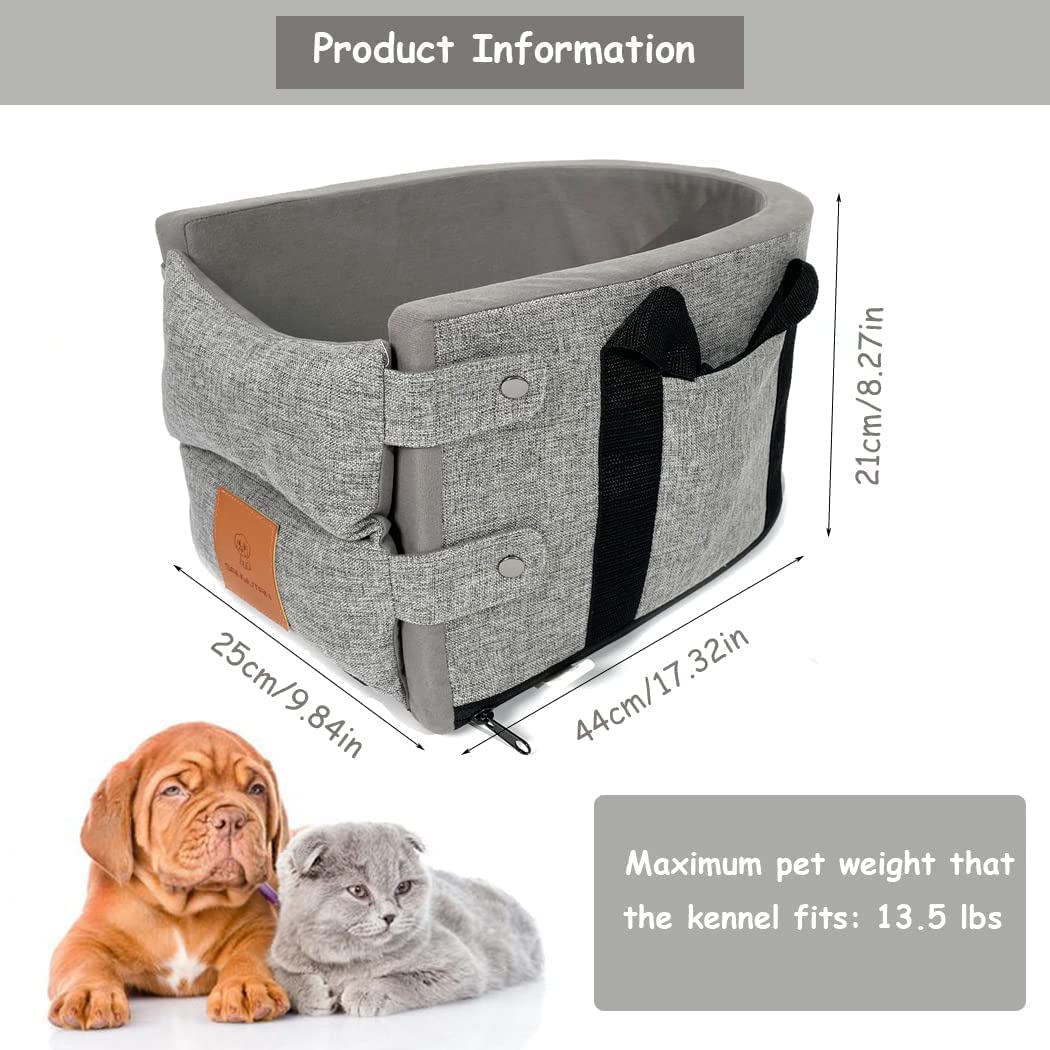 Product Information
21cm/8.27in
25cm/9.84in
44cm/17.32in
Maximum pet weight that
the kennel fits: 13.5 lbs